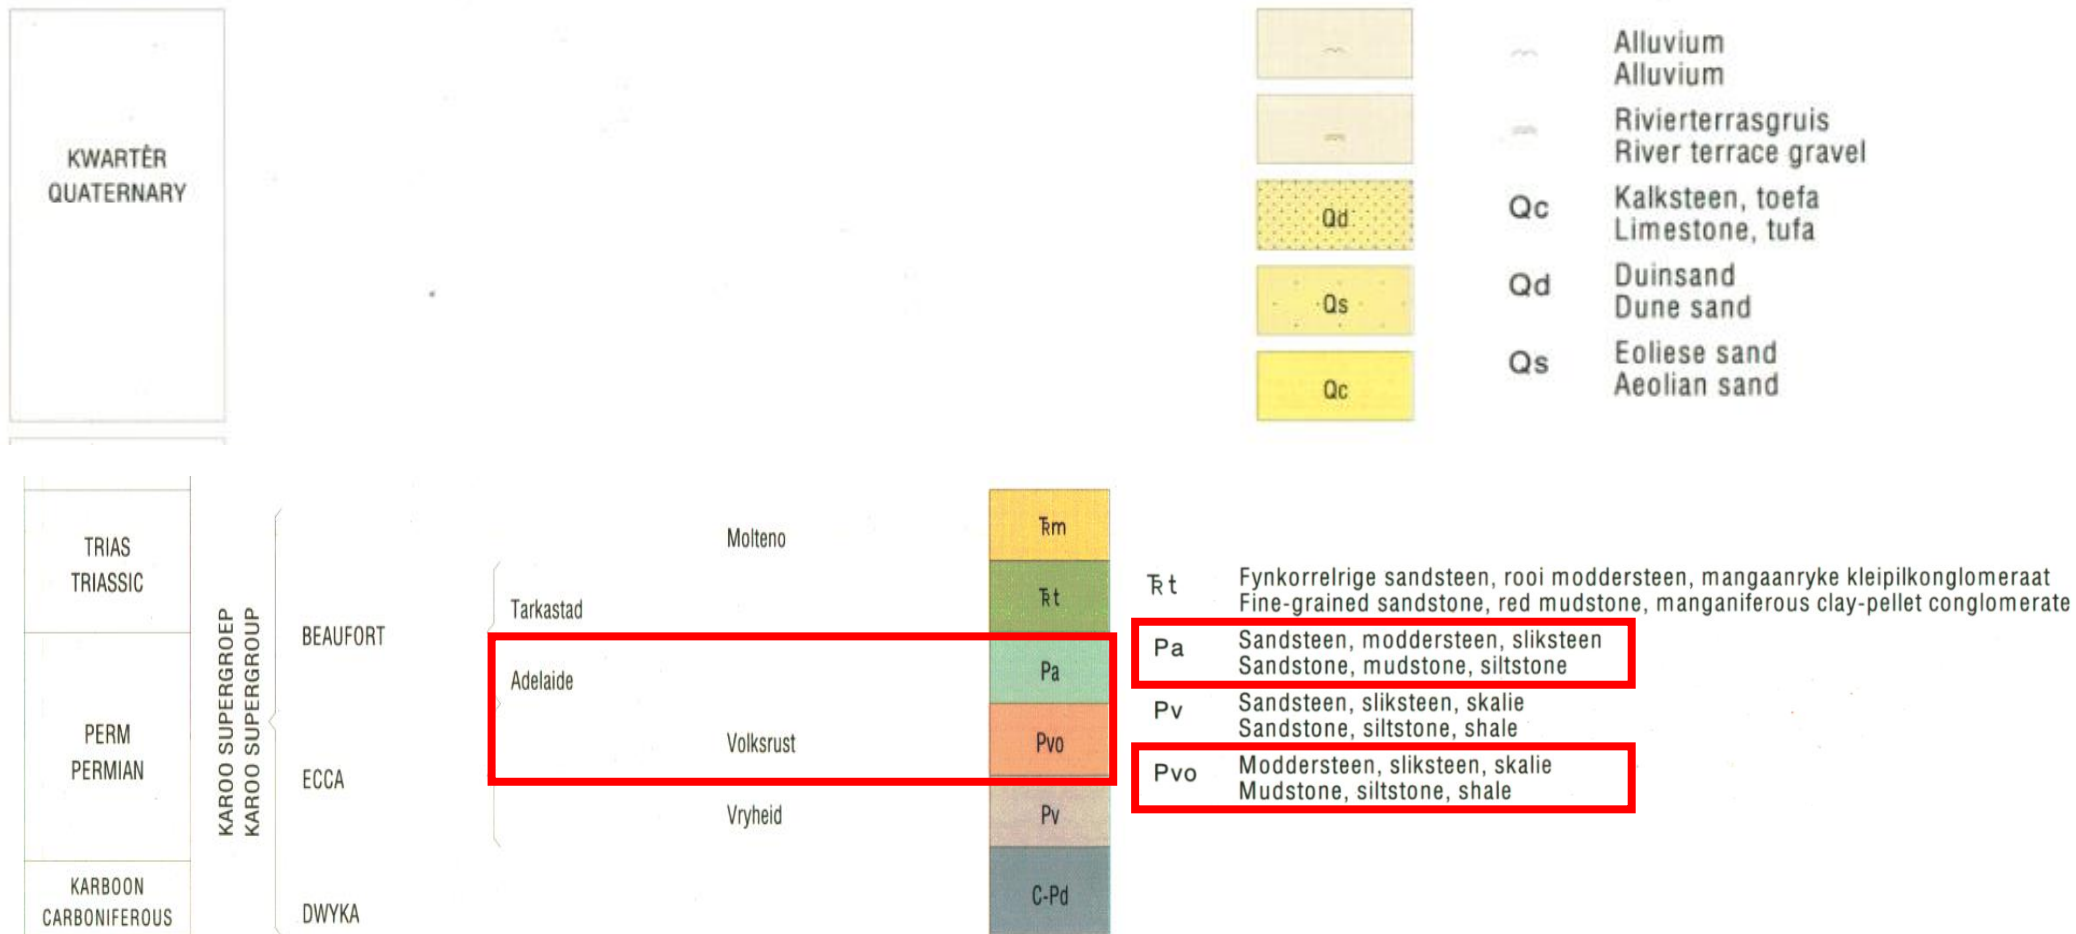 KWARTÊR
QUATERNARY
Qd
Qs
Qc
Alluvium
Alluvium
Rivierterrasgruis
River terrace gravel
Qc
Kalksteen, toefa
Limestone, tufa
Qd
Duinsand
Dune sand
Qs
Eoliese sand
Aeolian sand
TRIAS
TRIASSIC
PERM
PERMIAN
KARBOON
CARBONIFEROUS
KAROO SUPERGROEP
KAROO SUPERGROUP
BEAUFORT
ECCA
DWYKA
Tarkastad
Adelaide
Molteno
Volksrust
Vryheid
Ꞧm
Ꞧt
Pa
Pvo
Pv
C-Pd
Ꞧt
Fynkorrelrige sandsteen, rooi moddersteen, mangaanryke kleipilkonglomeraat
Fine-grained sandstone, red mudstone, manganiferous clay-pellet conglomerate
Pa
Sandsteen, moddersteen, sliksteen
Sandstone, mudstone, siltstone
Pv
Sandsteen, sliksteen, skalie
Sandstone, siltstone, shale
Pvo
Moddersteen, sliksteen, skalie
Mudstone, siltstone, shale